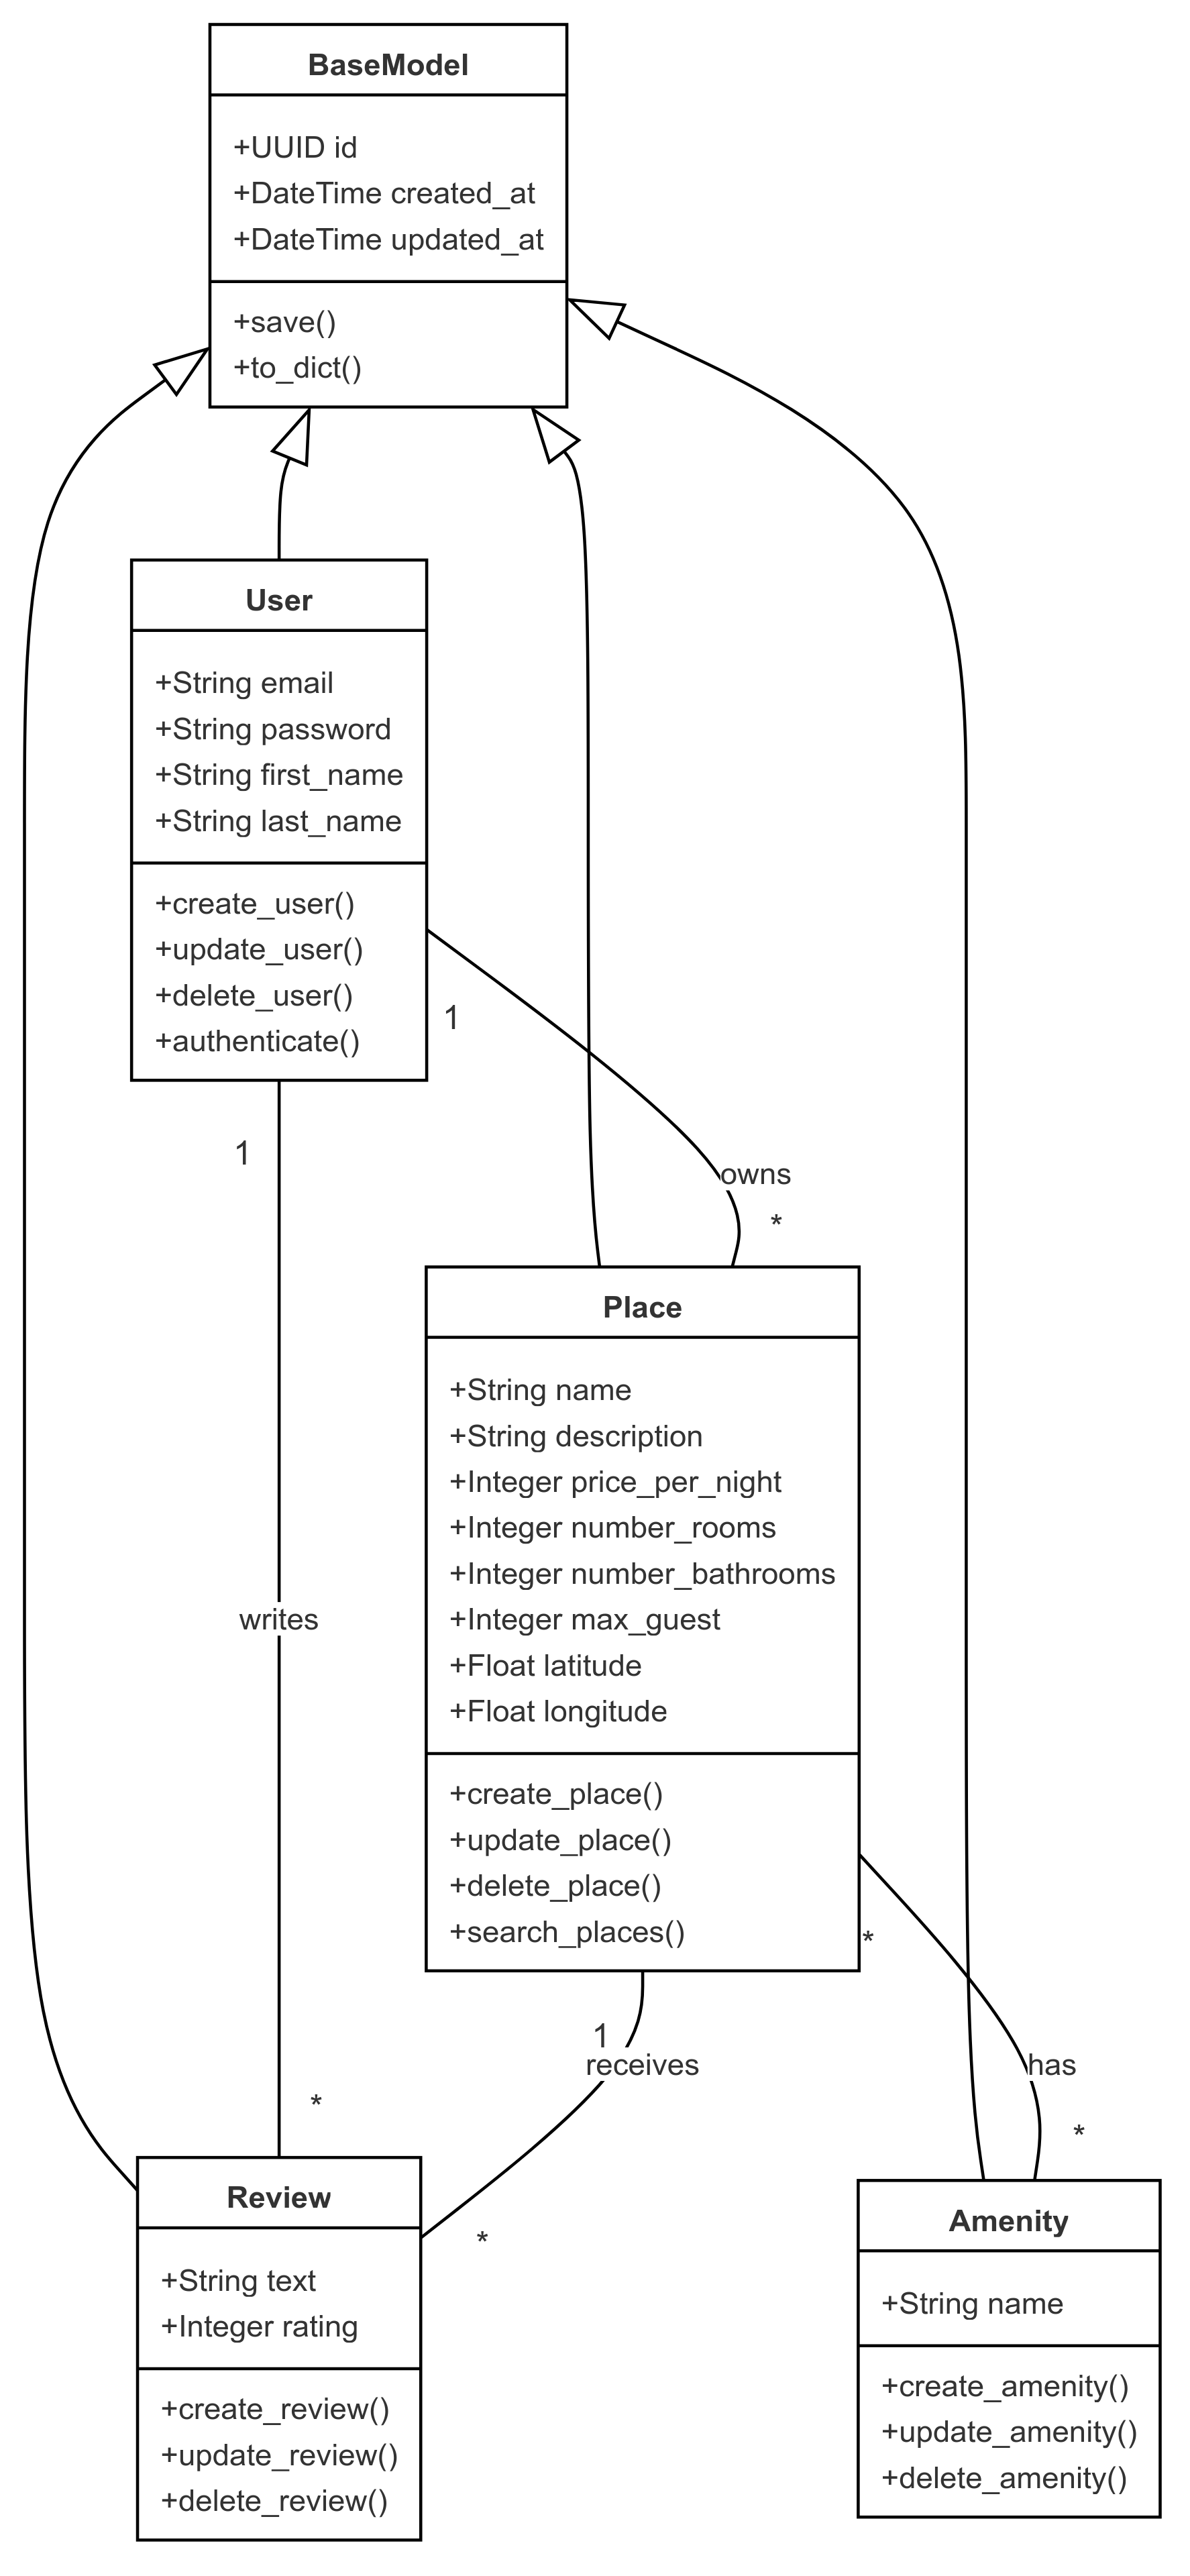 BaseModel
+UUID id
+DateTime created_at
+DateTime updated_at
+save()
+to_dict()
User
+String email
+String password
+String first_name
+String last_name
+create_user()
+update_user()
+delete_user()
+authenticate()
1
1
owns
*
Place
+String name
+String description
+Integer price_per_night
+Integer number_rooms
+Integer number_bathrooms
+Integer max_guest
+Float latitude
+Float longitude
+create_place()
+update_place()
+delete_place()
+search_places()
writes
*
1
receives
has
*
*
*
Review
+String text
+Integer rating
+create_review()
+update_review()
+delete_review()
Amenity
+String name
+create_amenity()
+update_amenity()
+delete_amenity()